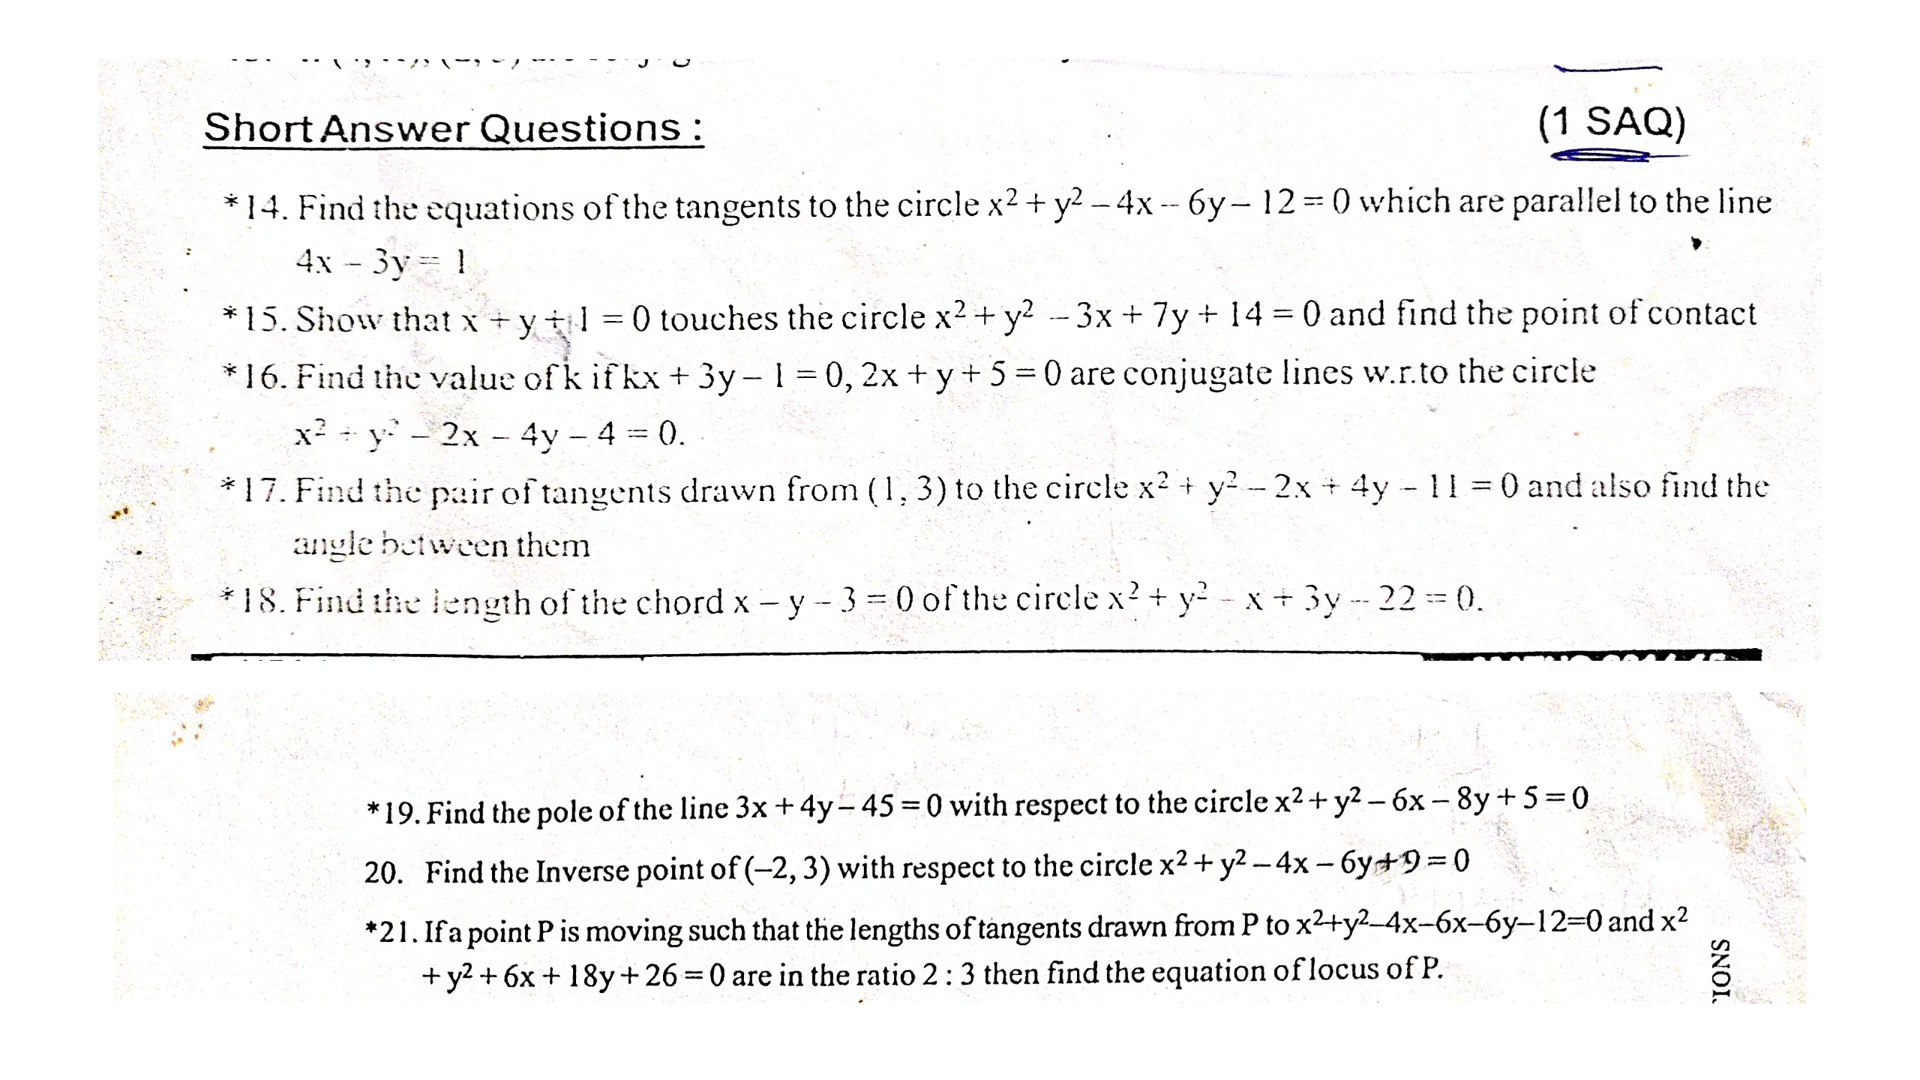 Short Answer Questions :
(1 SAQ)
*14. Find the equations of the tangents to the circle x² + y² – 4x – 6y – 12 = 0 which are parallel to the line
4x – 3y = 1
*15. Show that x + y + 1 = 0 touches the circle x² + y² – 3x + 7y + 14 = 0 and find the point of contact
*16. Find the value of k if kx + 3y – 1 = 0, 2x + y + 5 = 0 are conjugate lines w.r.to the circle
x² + y² – 2x – 4y – 4 = 0.
*17. Find the pair of tangents drawn from (1, 3) to the circle x² + y² – 2x + 4y – 11 = 0 and also find the
angle between them
*18. Find the length of the chord x – y – 3 = 0 of the circle x² + y² – x + 3y – 22 = 0.
*19. Find the pole of the line 3x + 4y – 45 = 0 with respect to the circle x² + y² – 6x – 8y + 5 = 0
20. Find the Inverse point of (–2, 3) with respect to the circle x² + y² – 4x – 6y + 9 = 0
*21. If a point P is moving such that the lengths of tangents drawn from P to x²+y²–4x–6x–6y–12=0 and x²
+ y² + 6x + 18y + 26 = 0 are in the ratio 2 : 3 then find the equation of locus of P.